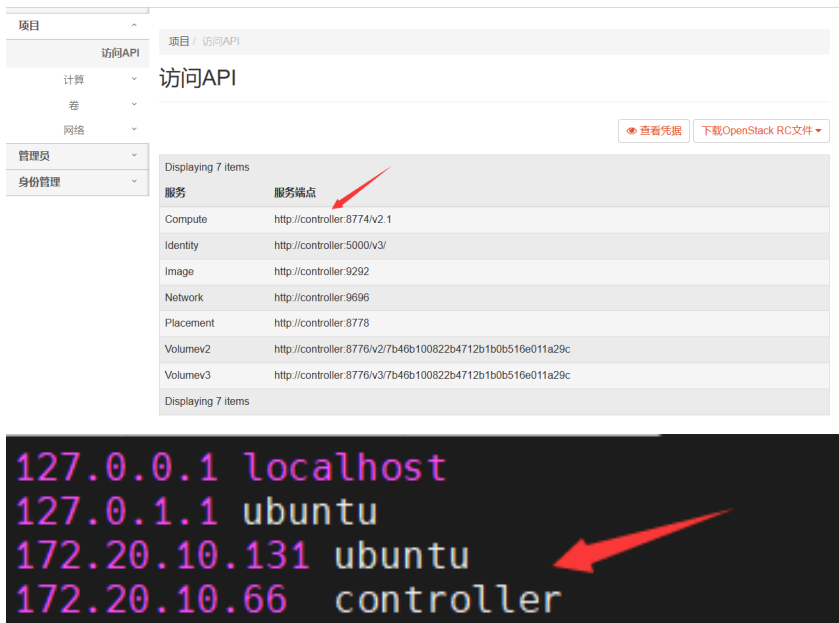 项目
访问API
计算
卷
网络
管理员
身份管理
项目 / 访问API
访问API
查看凭据
下载OpenStack RC文件
Displaying 7 items
服务 服务端点
Compute http://controller:8774/v2.1
Identity http://controller:5000/v3/
Image http://controller:9292
Network http://controller:9696
Placement http://controller:8778
Volumev2 http://controller:8776/v2/7b46b100822b4712b1b0b516e011a29c
Volumev3 http://controller:8776/v3/7b46b100822b4712b1b0b516e011a29c
Displaying 7 items
127.0.0.1 localhost
127.0.1.1 ubuntu
172.20.10.131 ubuntu
172.20.10.66 controller